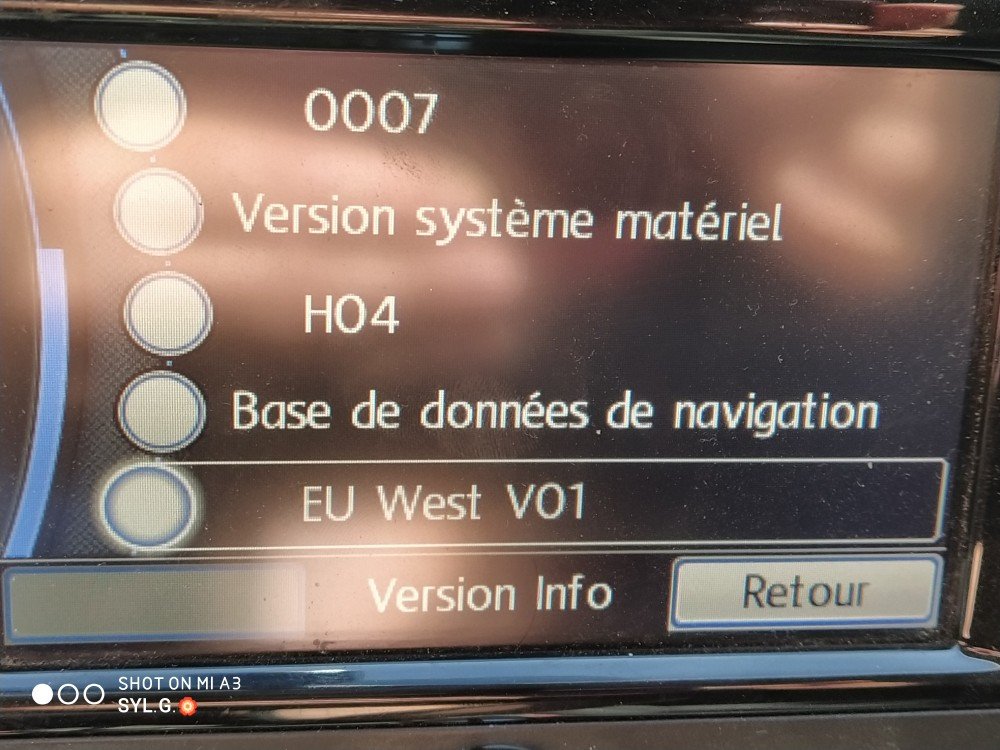 0007
Version système matériel
H04
Base de données de navigation
EU West V01
Version Info
Retour
SHOT ON MI A3
SYL.G.